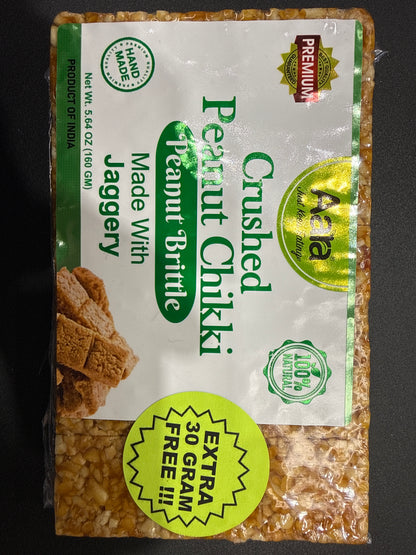 PREMIUM
Aara
HAND
MADE
Crushed
Peanut Chikki
Peanut Brittle
Made With
Jaggery
100%
NATURAL
PRODUCT OF INDIA
Net Wt. 5.64 OZ (160 GM)
EXTRA
30 GRAM
FREE !!!